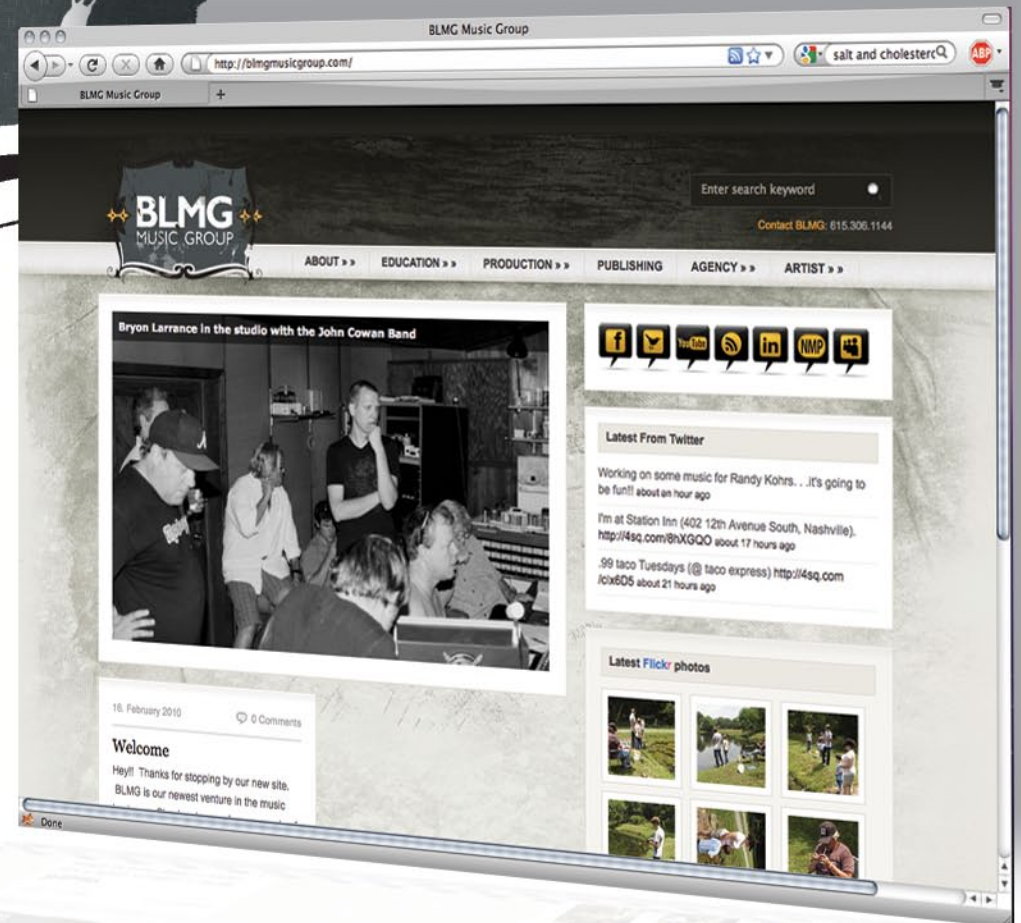 BLMG Music Group
http://blmgmusicgroup.com/
salt and cholesterc
ABP
BLMG Music Group
+
BLMG
MUSIC GROUP
Enter search keyword
Contact BLMG: 615.306.1144
ABOUT » »
EDUCATION » »
PRODUCTION » »
PUBLISHING
AGENCY » »
ARTIST » »
Bryon Larrance in the studio with the John Cowan Band
f
You Tube
in
NMP
Latest From Twitter
Working on some music for Randy Kohrs. . .it's going to
be fun!! about an hour ago
I'm at Station Inn (402 12th Avenue South, Nashville).
http://4sq.com/8hXGQO about 17 hours ago
.99 taco Tuesdays (@ taco express) http://4sq.com
/clx6D5 about 21 hours ago
Latest Flickr photos
16. February 2010
0 Comments
Welcome
Hey!! Thanks for stopping by our new site.
BLMG is our newest venture in the music
Done